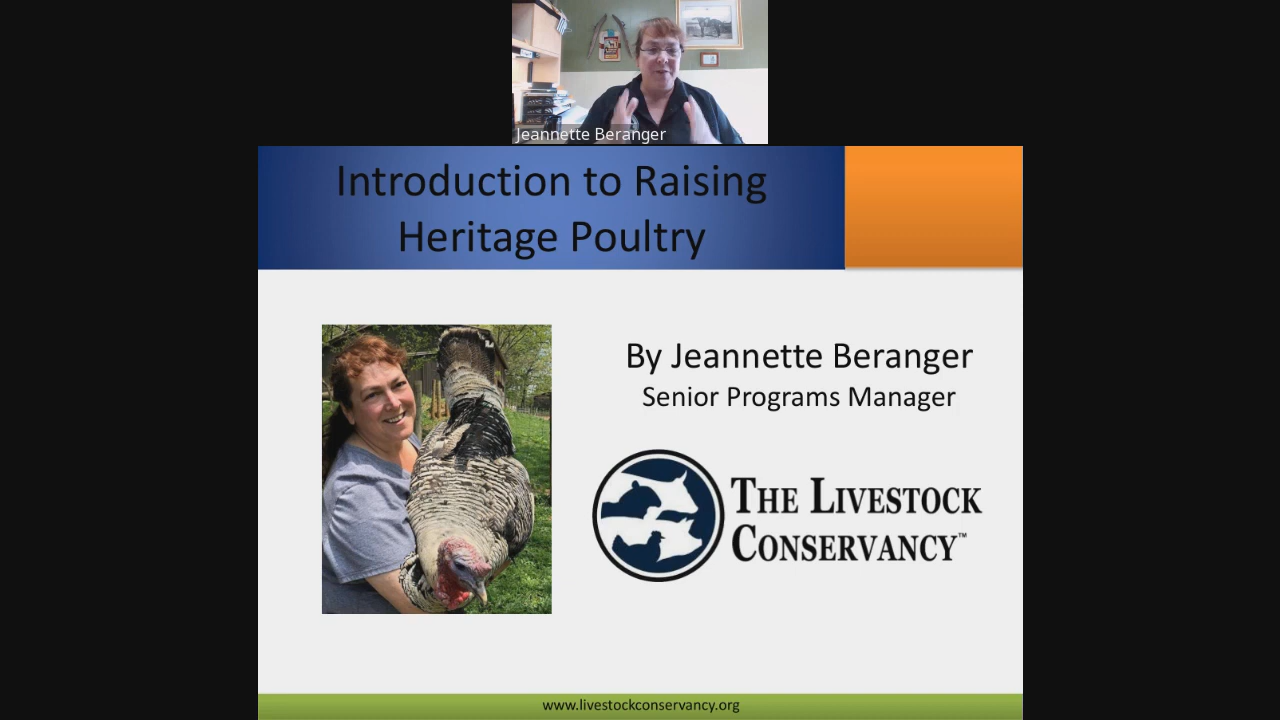 Jeannette Beranger
Introduction to Raising
Heritage Poultry
By Jeannette Beranger
Senior Programs Manager
THE LIVESTOCK
CONSERVANCY™
www.livestockconservancy.org